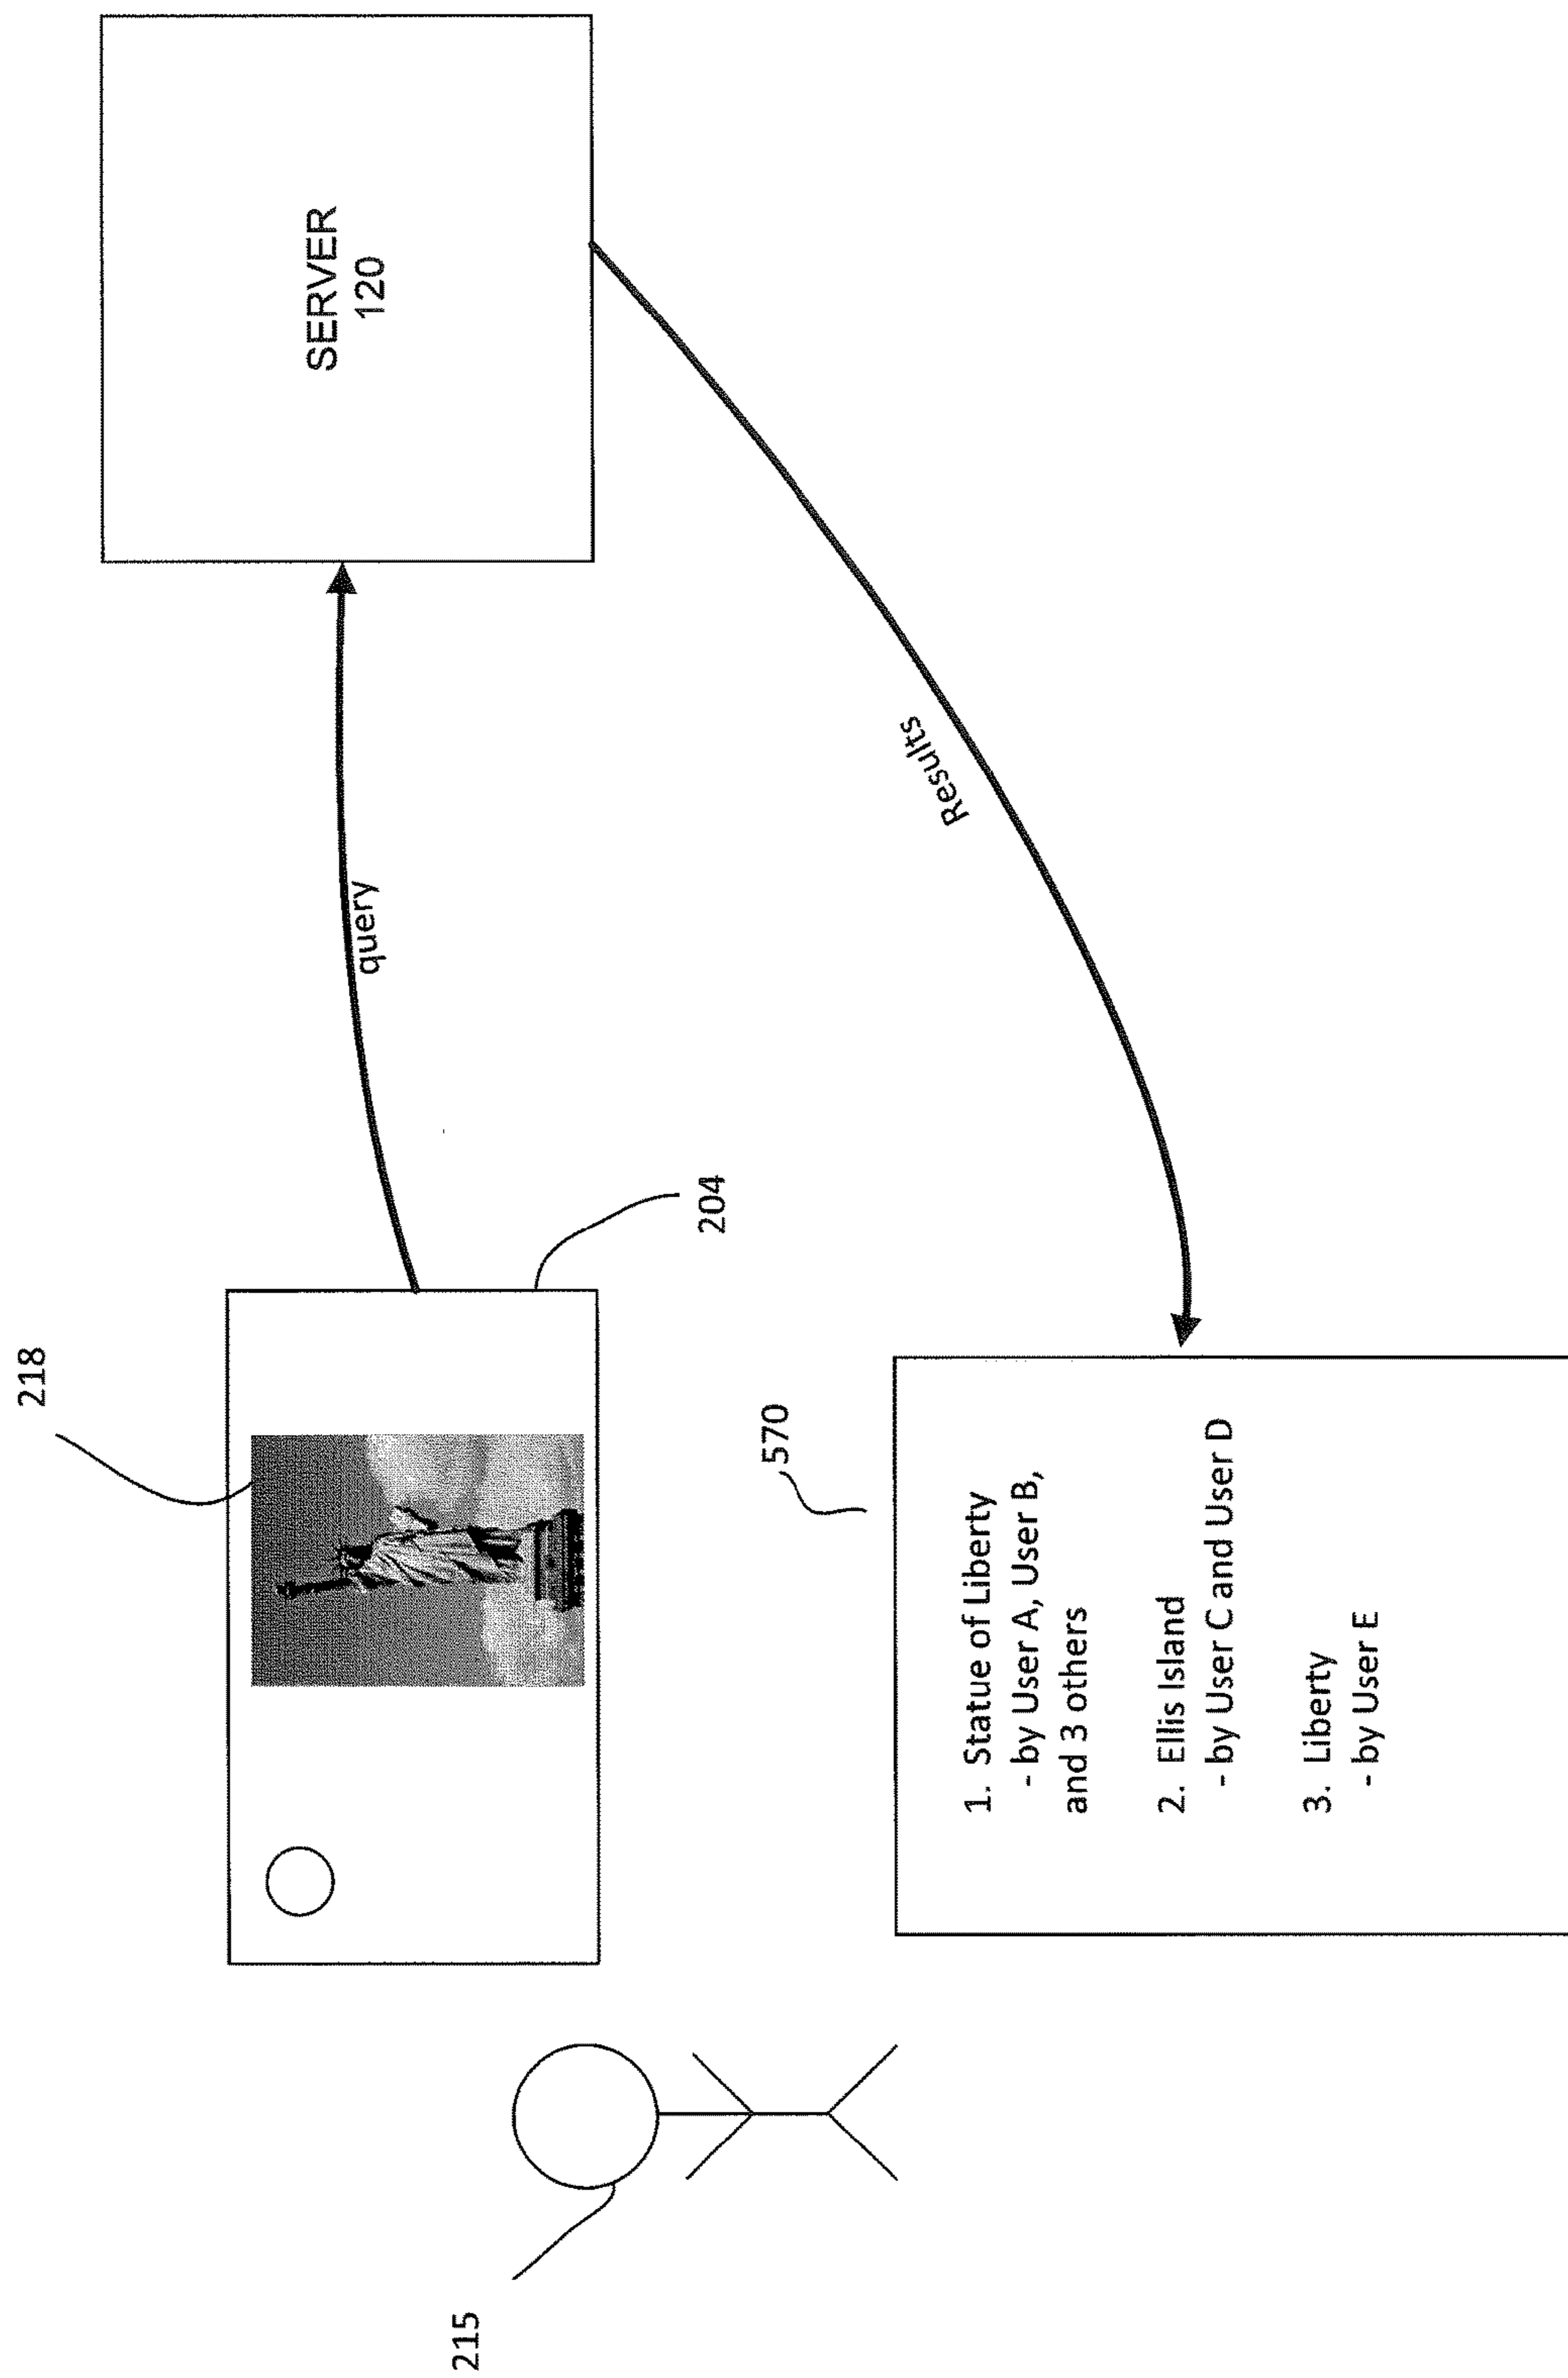 218
SERVER
120
query
204
Results
570
1. Statue of Liberty
- by User A, User B,
and 3 others
2. Ellis Island
- by User C and User D
3. Liberty
- by User E
215